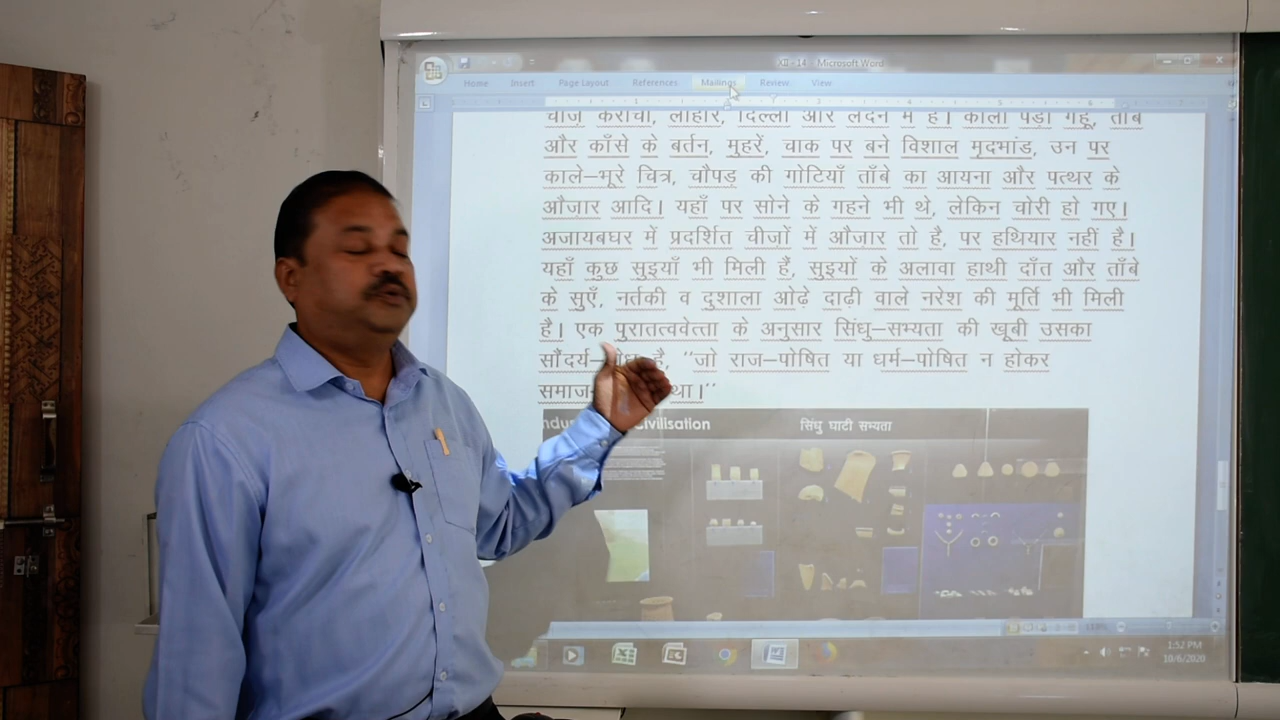 XII -14 - Microsoft Word
Home Insert Page Layout References Mailings Review View
चीज़ें कराची, लाहौर, दिल्ली और लंदन में हैं। काला पड़ा गेहूँ, ताँबे
और काँसे के बर्तन, मुहरें, चाक पर बने विशाल मृद्भांड, उन पर
काले–भूरे चित्र, चौपड़ की गोटियाँ ताँबे का आयना और पत्थर के
औजार आदि। यहाँ पर सोने के गहने भी थे, लेकिन चोरी हो गए।
अजायबघर में प्रदर्शित चीजों में औजार तो है, पर हथियार नहीं है।
यहाँ कुछ सुइयाँ भी मिली हैं, सुइयों के अलावा हाथी दाँत और ताँबे
के सुएँ, नर्तकी व दुशाला ओढ़े दाढ़ी वाले नरेश की मूर्ति भी मिली
है। एक पुरातत्ववेत्ता के अनुसार सिंधु–सभ्यता की खूबी उसका
सौंदर्य– है, ‘‘जो राज–पोषित या धर्म–पोषित न होकर
समाज– था।’’
Civilisation सिंधु घाटी सभ्यता
1:52 PM
10/6/2020